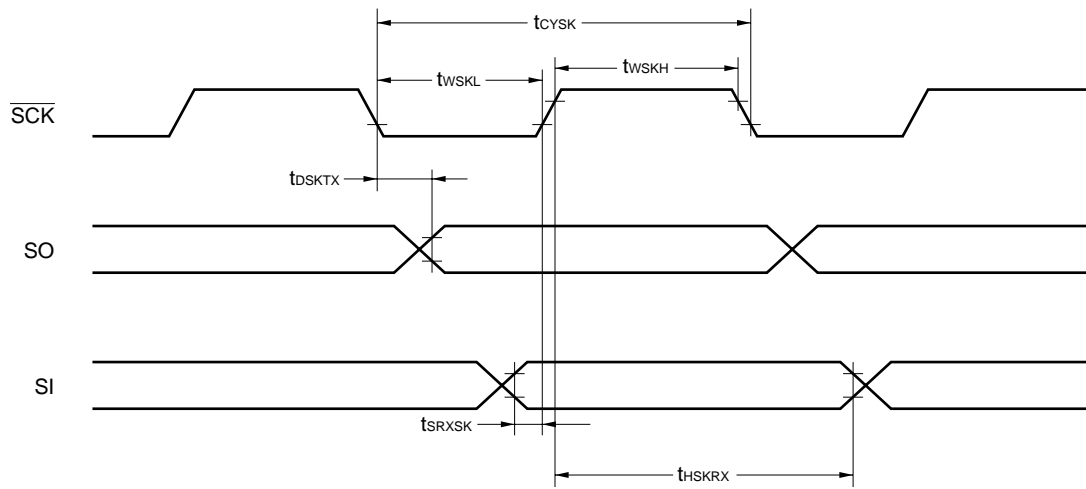 tCYSK
tWSKL
tWSKH
SCK
tDSKTX
SO
SI
tSRXSK
tHSKRX